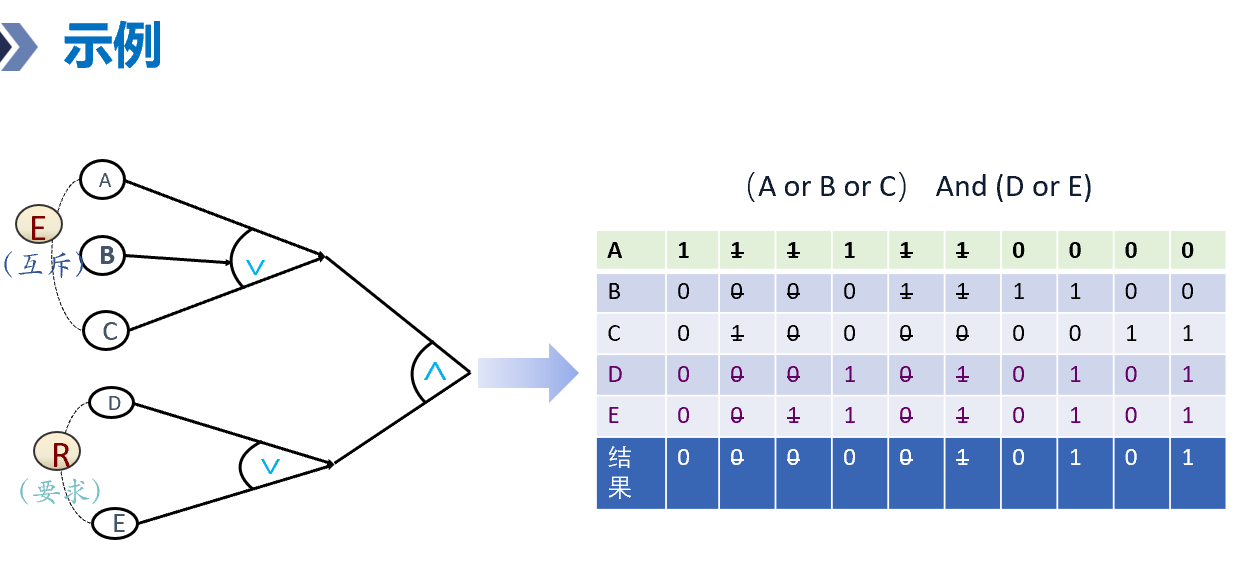 示例
A
E
（互斥）
B
∨
C
∧
D
R
∨
（要求）
E
（A or B or C） And (D or E)
A 1 1 1 1 1 1 0 0 0 0
B 0 0 0 0 1 1 1 1 0 0
C 0 1 0 0 0 0 0 0 1 1
D 0 0 0 1 0 1 0 1 0 1
E 0 0 1 1 0 1 0 1 0 1
结果 0 0 0 0 0 1 0 1 0 1